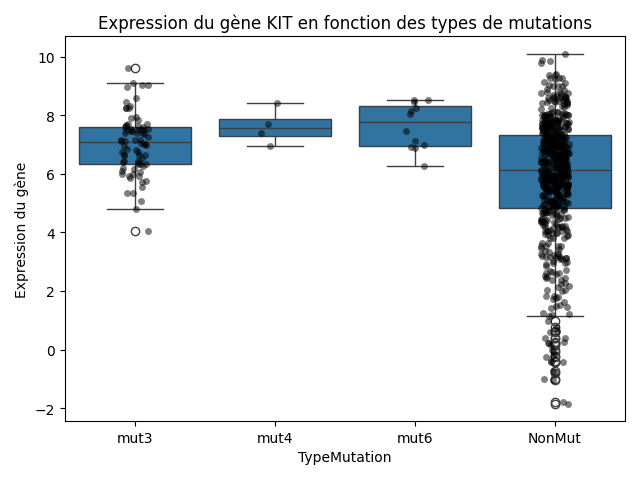 Expression du gène KIT en fonction des types de mutations
Expression du gène
10
8
6
4
2
0
−2
mut3
mut4
mut6
NonMut
TypeMutation